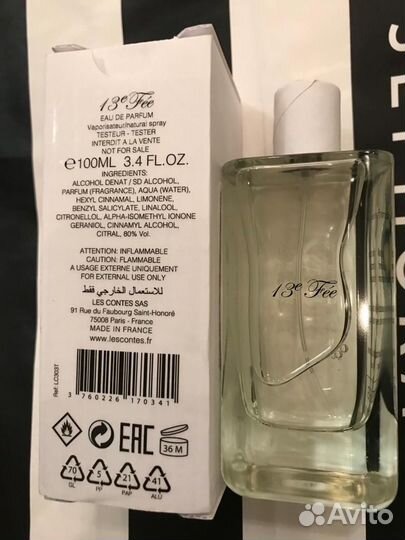 13e Fée
EAU DE PARFUM
Vaporisateur/natural spray
TESTEUR - TESTER
INTERDIT A LA VENTE
NOT FOR SALE
℮100ML 3.4 FL.OZ.
INGREDIENTS:
ALCOHOL DENAT / SD ALCOHOL,
PARFUM (FRAGRANCE), AQUA (WATER),
HEXYL CINNAMAL, LIMONENE,
BENZYL SALICYLATE, LINALOOL,
CITRONELLOL, ALPHA-ISOMETHYL IONONE
GERANIOL, CINNAMYL ALCOHOL,
CITRAL, 80% Vol.
ATTENTION: INFLAMMABLE
CAUTION: FLAMMABLE
A USAGE EXTERNE UNIQUEMENT
FOR EXTERNAL USE ONLY
للاستعمال الخارجي فقط
LES CONTES SAS
91 Rue du Faubourg Saint-Honoré
75008 Paris - France
MADE IN FRANCE
www.lescontes.com
Ref. LC303T
3 760226 170341
EAC
36 M
70
GL
5
PP
21
PAP
41
ALU
13e Fée
SEPHORA
Avito